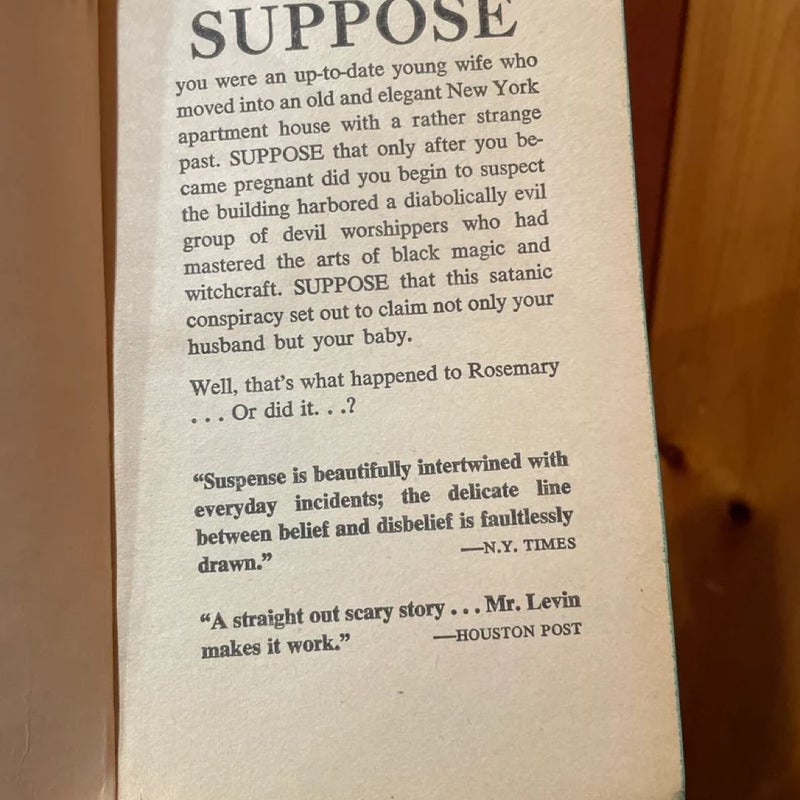 SUPPOSE
you were an up-to-date young wife who
moved into an old and elegant New York
apartment house with a rather strange
past. SUPPOSE that only after you be-
came pregnant did you begin to suspect
the building harbored a diabolically evil
group of devil worshippers who had
mastered the arts of black magic and
witchcraft. SUPPOSE that this satanic
conspiracy set out to claim not only your
husband but your baby.
Well, that's what happened to Rosemary
. . . Or did it. . .?
“Suspense is beautifully intertwined with
everyday incidents; the delicate line
between belief and disbelief is faultlessly
drawn.” —N.Y. TIMES
“A straight out scary story . . . Mr. Levin
makes it work.” —HOUSTON POST